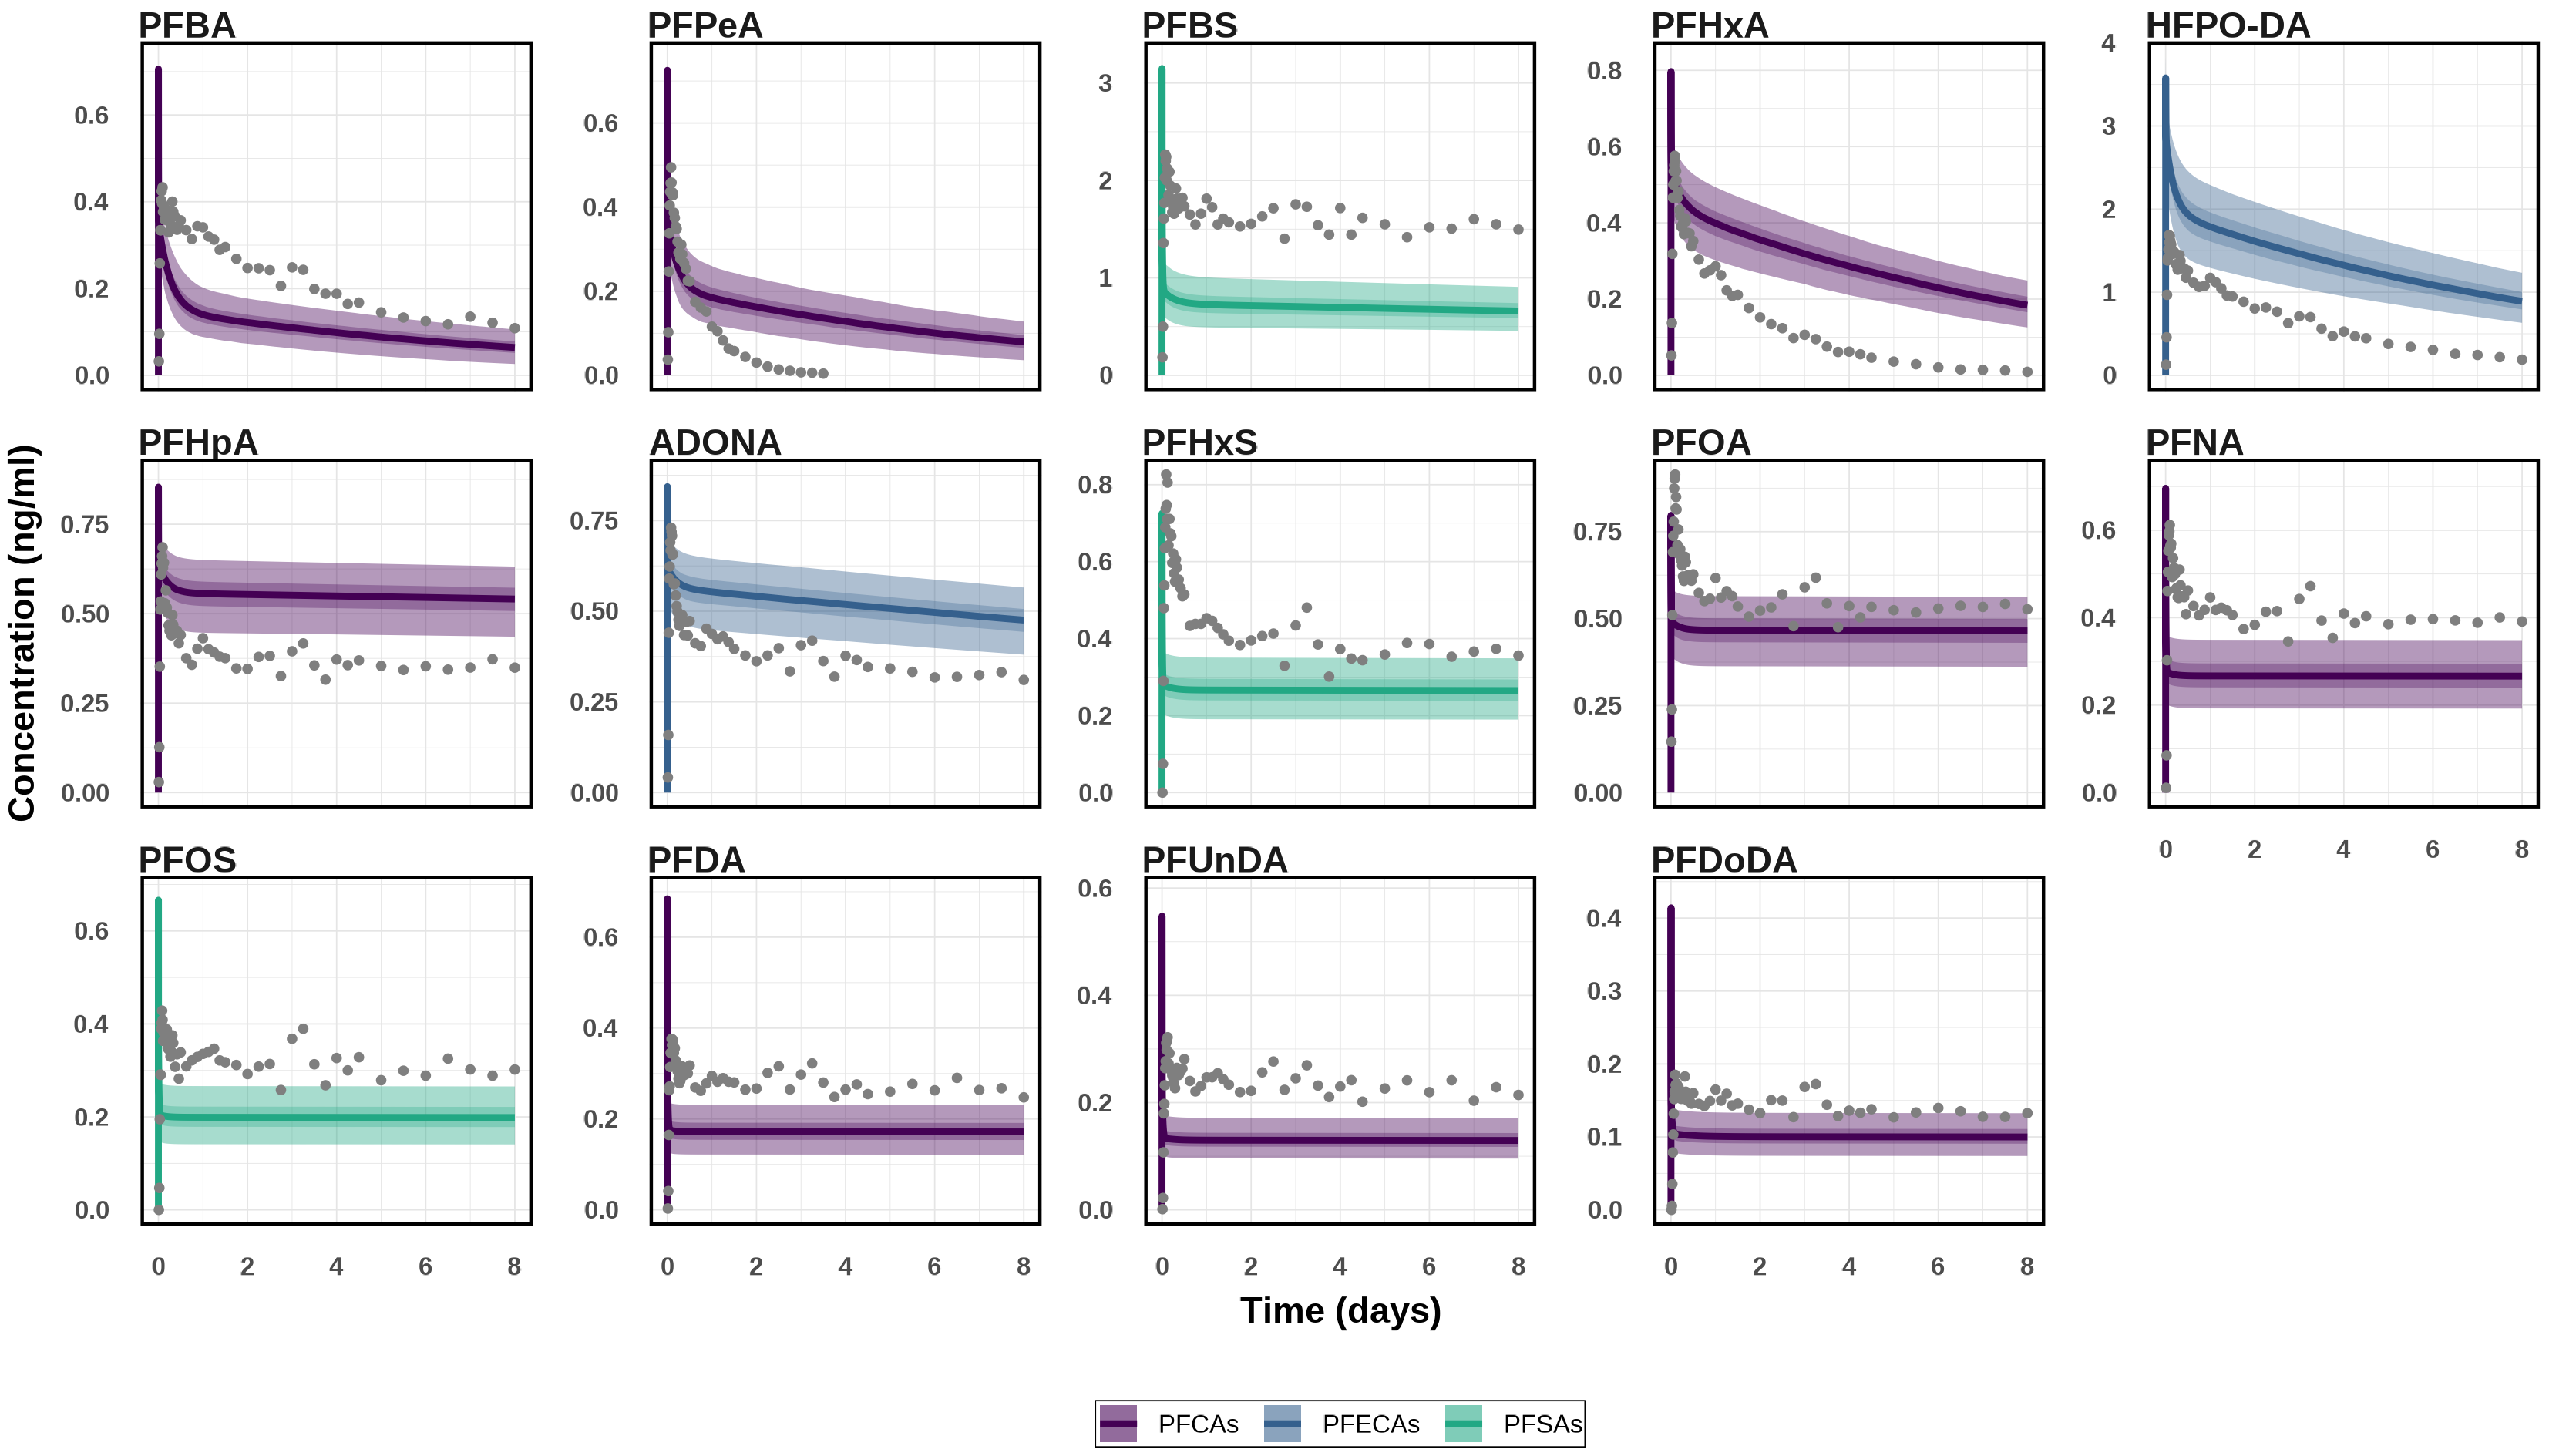 PFBA PFPeA PFBS PFHxA HFPO-DA
0.6 0.4 0.2 0.0
0.6 0.4 0.2 0.0
3 2 1 0
0.8 0.6 0.4 0.2 0.0
4 3 2 1 0
Concentration (ng/ml)
PFHpA ADONA PFHxS PFOA PFNA
0.75 0.50 0.25 0.00
0.75 0.50 0.25 0.00
0.8 0.6 0.4 0.2 0.0
0.75 0.50 0.25 0.00
0.6 0.4 0.2 0.0
0 2 4 6 8
PFOS PFDA PFUnDA PFDoDA
0.6 0.4 0.2 0.0
0.6 0.4 0.2 0.0
0.6 0.4 0.2 0.0
0.4 0.3 0.2 0.1 0.0
0 2 4 6 8 0 2 4 6 8 0 2 4 6 8 0 2 4 6 8
Time (days)
PFCAs PFECAs PFSAs